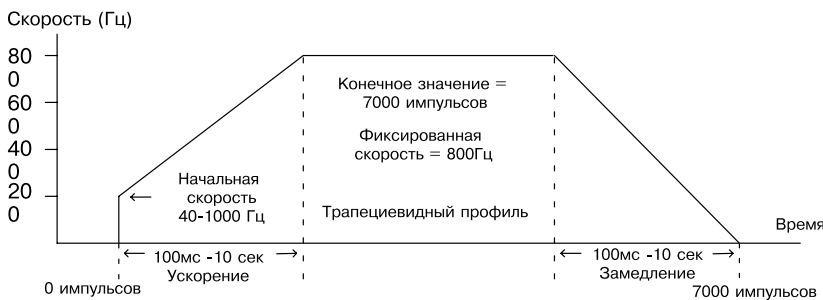 Скорость (Гц)
80
0
60
0
40
0
20
0
Конечное значение =
7000 импульсов
Фиксированная
скорость = 800Гц
Начальная
скорость
40-1000 Гц
Трапециевидный профиль
Время
100мс -10 сек
Ускорение
100мс -10 сек
Замедление
0 импульсов
7000 импульсов